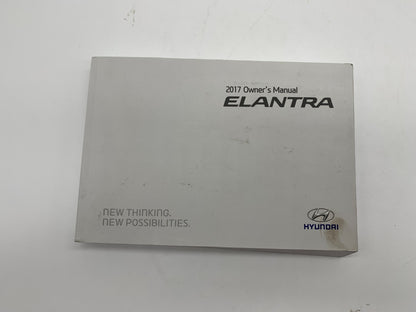 2017 Owner's Manual
ELANTRA
NEW THINKING.
NEW POSSIBILITIES.
HYUNDAI